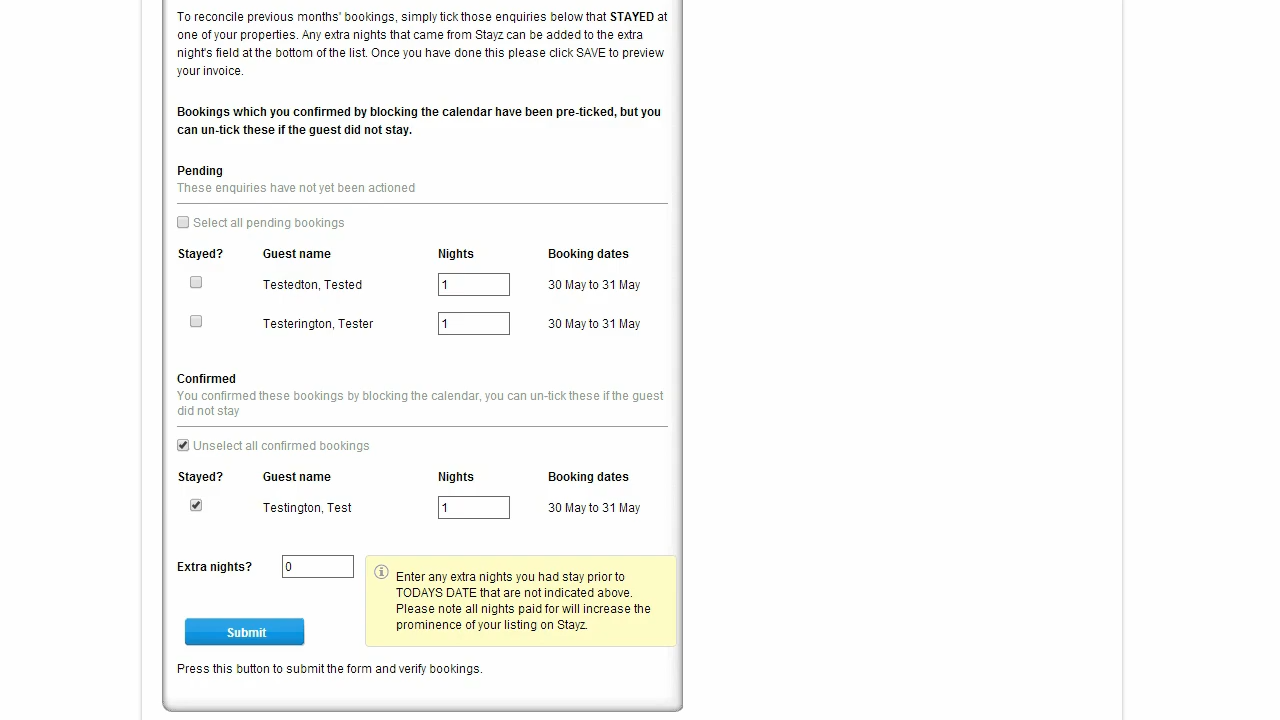 To reconcile previous months' bookings, simply tick those enquiries below that STAYED at
one of your properties. Any extra nights that came from Stayz can be added to the extra
night's field at the bottom of the list. Once you have done this please click SAVE to preview
your invoice.
Bookings which you confirmed by blocking the calendar have been pre-ticked, but you
can un-tick these if the guest did not stay.
Pending
These enquiries have not yet been actioned
Select all pending bookings
Stayed? Guest name Nights Booking dates
Testedton, Tested 1 30 May to 31 May
Testerington, Tester 1 30 May to 31 May
Confirmed
You confirmed these bookings by blocking the calendar, you can un-tick these if the guest
did not stay
Unselect all confirmed bookings
Stayed? Guest name Nights Booking dates
Testington, Test 1 30 May to 31 May
Extra nights? 0
Enter any extra nights you had stay prior to
TODAYS DATE that are not indicated above.
Please note all nights paid for will increase the
prominence of your listing on Stayz.
Submit
Press this button to submit the form and verify bookings.